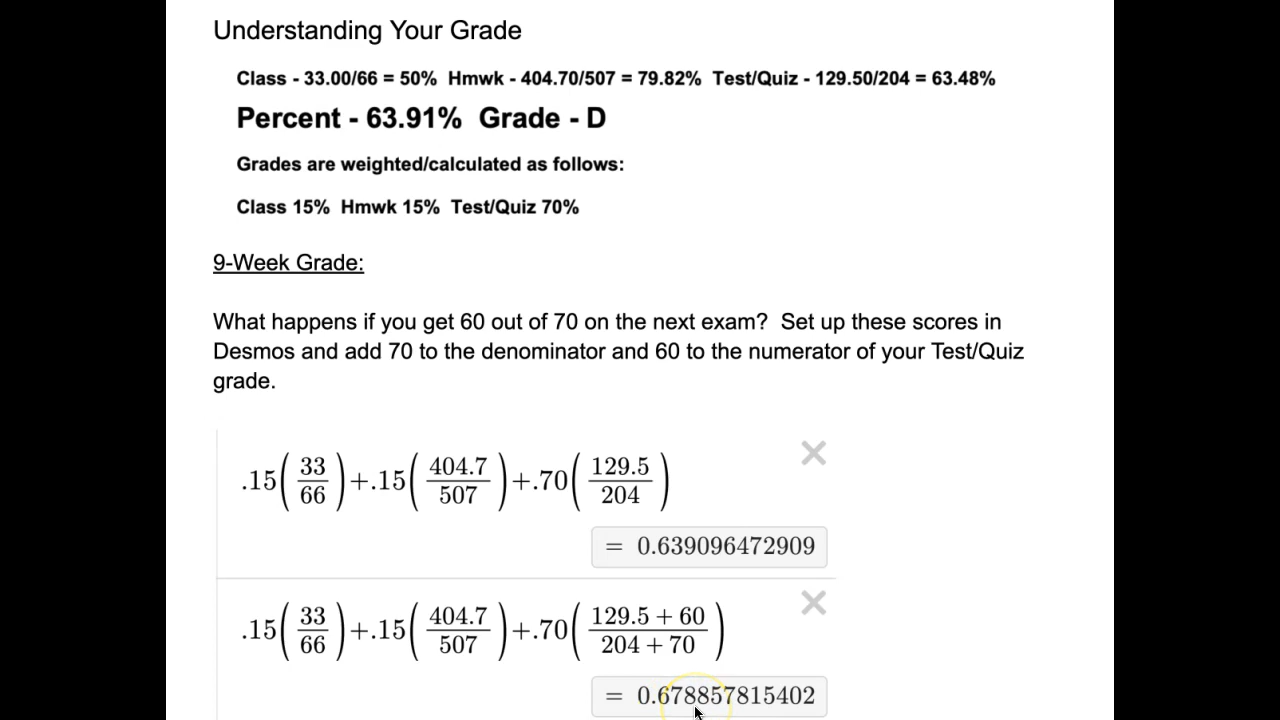 Understanding Your Grade
Class - 33.00/66 = 50%  Hmwk - 404.70/507 = 79.82%  Test/Quiz - 129.50/204 = 63.48%
Percent - 63.91%  Grade - D
Grades are weighted/calculated as follows:
Class 15%  Hmwk 15%  Test/Quiz 70%
9-Week Grade:
What happens if you get 60 out of 70 on the next exam?  Set up these scores in
Desmos and add 70 to the denominator and 60 to the numerator of your Test/Quiz
grade.
.15(33/66)+.15(404.7/507)+.70(129.5/204)
= 0.639096472909
.15(33/66)+.15(404.7/507)+.70((129.5 + 60)/(204 + 70))
= 0.678857815402